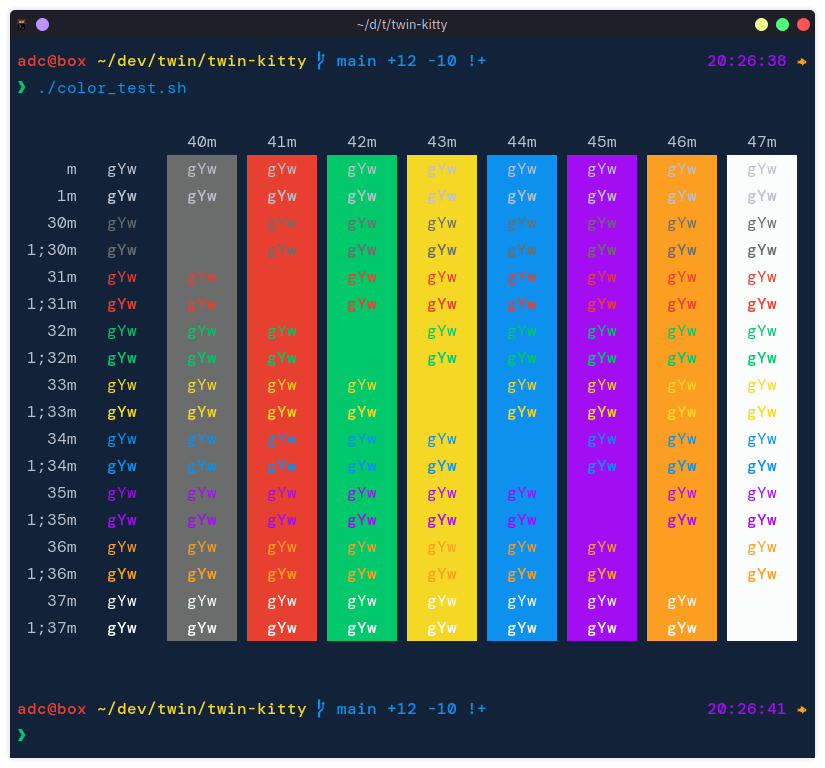 ~/d/t/twin-kitty
adc@box ~/dev/twin/twin-kitty main +12 -10 !+ 20:26:38
❯ ./color_test.sh
40m 41m 42m 43m 44m 45m 46m 47m
m gYw gYw gYw gYw gYw gYw gYw gYw gYw
1m gYw gYw gYw gYw gYw gYw gYw gYw gYw
30m gYw gYw gYw gYw gYw gYw gYw gYw
1;30m gYw gYw gYw gYw gYw gYw gYw gYw
31m gYw gYw gYw gYw gYw gYw gYw gYw
1;31m gYw gYw gYw gYw gYw gYw gYw gYw
32m gYw gYw gYw gYw gYw gYw gYw gYw
1;32m gYw gYw gYw gYw gYw gYw gYw gYw
33m gYw gYw gYw gYw gYw gYw gYw gYw
1;33m gYw gYw gYw gYw gYw gYw gYw gYw
34m gYw gYw gYw gYw gYw gYw gYw gYw
1;34m gYw gYw gYw gYw gYw gYw gYw gYw
35m gYw gYw gYw gYw gYw gYw gYw gYw
1;35m gYw gYw gYw gYw gYw gYw gYw gYw
36m gYw gYw gYw gYw gYw gYw gYw gYw
1;36m gYw gYw gYw gYw gYw gYw gYw gYw
37m gYw gYw gYw gYw gYw gYw gYw gYw
1;37m gYw gYw gYw gYw gYw gYw gYw gYw
adc@box ~/dev/twin/twin-kitty main +12 -10 !+ 20:26:41
❯